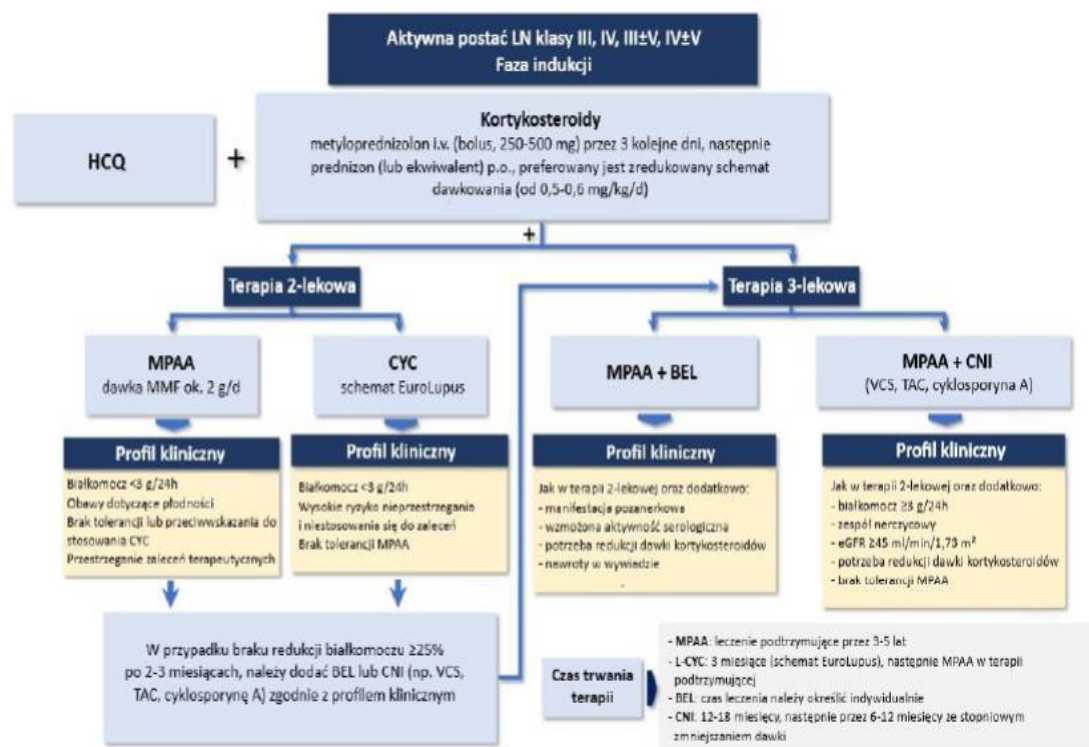 Aktywna postać LN klasy III, IV, III±V, IV±V
Faza indukcji
HCQ
+
Kortykosteroidy
metyloprednizolon i.v. (bolus, 250-500 mg) przez 3 kolejne dni, następnie
prednizon (lub ekwiwalent) p.o., preferowany jest zredukowany schemat
dawkowania (od 0,5-0,6 mg/kg/d)
+
Terapia 2-lekowa
Terapia 3-lekowa
MPAA
dawka MMF ok. 2 g/d
CYC
schemat EuroLupus
MPAA + BEL
MPAA + CNI
(VCS, TAC, cyklosporyna A)
Profil kliniczny
Białkomocz <3 g/24h
Obawy dotyczące płodności
Brak tolerancji lub przeciwwskazania do
stosowania CYC
Przestrzeganie zaleceń terapeutycznych
Profil kliniczny
Białkomocz <3 g/24h
Wysokie ryzyko nieprzestrzegania
i niestosowania się do zaleceń
Brak tolerancji MPAA
Profil kliniczny
Jak w terapii 2-lekowej oraz dodatkowo:
- manifestacja pozanerkowa
- wzmożona aktywność serologiczna
- potrzeba redukcji dawki kortykosteroidów
- nawroty w wywiadzie
Profil kliniczny
Jak w terapii 2-lekowej oraz dodatkowo:
- białkomocz ≥3 g/24h
- zespół nerczycowy
- eGFR ≥45 ml/min/1,73 m²
- potrzeba redukcji dawki kortykosteroidów
- brak tolerancji MPAA
W przypadku braku redukcji białkomoczu ≥25%
po 2-3 miesiącach, należy dodać BEL lub CNI (np. VCS,
TAC, cyklosporynę A) zgodnie z profilem klinicznym
Czas trwania
terapii
- MPAA: leczenie podtrzymujące przez 3-5 lat
- L-CYC: 3 miesiące (schemat EuroLupus), następnie MPAA w terapii
podtrzymującej
- BEL: czas leczenia należy określić indywidualnie
- CNI: 12-18 miesięcy, następnie przez 6-12 miesięcy ze stopniowym
zmniejszaniem dawki